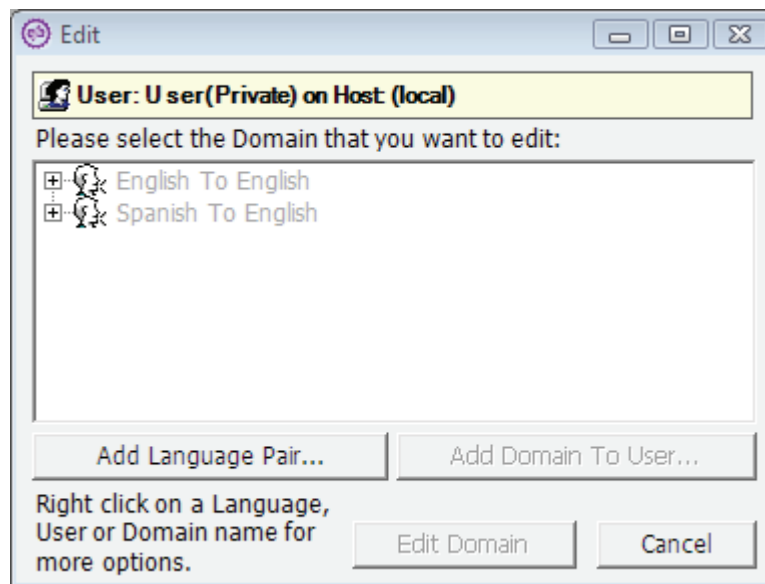 Edit
User: U ser(Private) on Host: (local)
Please select the Domain that you want to edit:
English To English
Spanish To English
Add Language Pair...
Add Domain To User...
Right click on a Language,
User or Domain name for
more options.
Edit Domain
Cancel